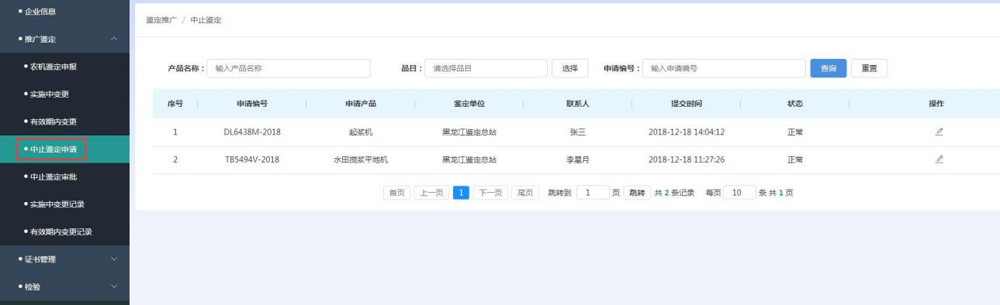 企业信息
推广鉴定
农机鉴定申报
实施中变更
有效期内变更
中止鉴定申请
中止鉴定审批
实施中变更记录
有效期内变更记录
证书管理
检验
鉴定推广 / 中止鉴定
产品名称： 输入产品名称 品目： 请选择品目 选择 申请编号： 输入申请编号 查询 重置
序号 申请编号 申请产品 鉴定单位 联系人 提交时间 状态 操作
1 DL6438M-2018 起浆机 黑龙江鉴定总站 张三 2018-12-18 14:04:12 正常
2 TB5494V-2018 水田搅浆平地机 黑龙江鉴定总站 李星月 2018-12-18 11:27:26 正常
首页 上一页 1 下一页 尾页 跳转到 1 页 跳转 共 2 条记录 每页 10 条 共 1 页